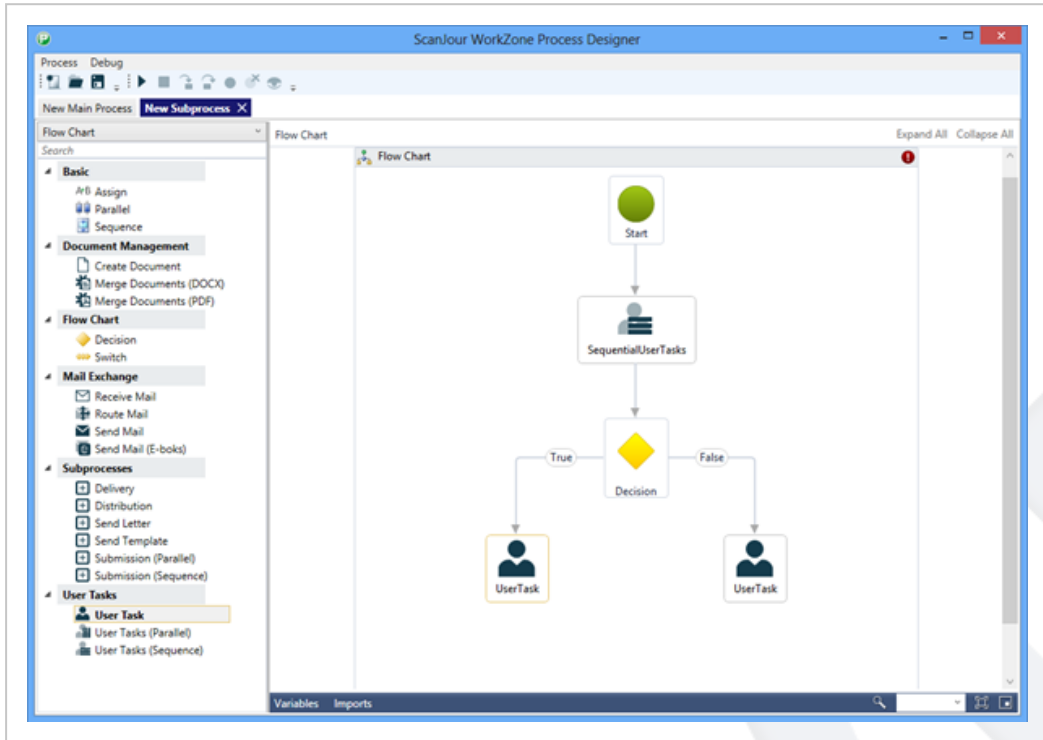 ScanJour WorkZone Process Designer
Process Debug
New Main Process New Subprocess X
Flow Chart
Search
Basic
A+B Assign
Parallel
Sequence
Document Management
Create Document
Merge Documents (DOCX)
Merge Documents (PDF)
Flow Chart
Decision
Switch
Mail Exchange
Receive Mail
Route Mail
Send Mail
Send Mail (E-boks)
Subprocesses
Delivery
Distribution
Send Letter
Send Template
Submission (Parallel)
Submission (Sequence)
User Tasks
User Task
User Tasks (Parallel)
User Tasks (Sequence)
Flow Chart Expand All Collapse All
Flow Chart
Start
SequentialUserTasks
True False
Decision
UserTask UserTask
Variables Imports